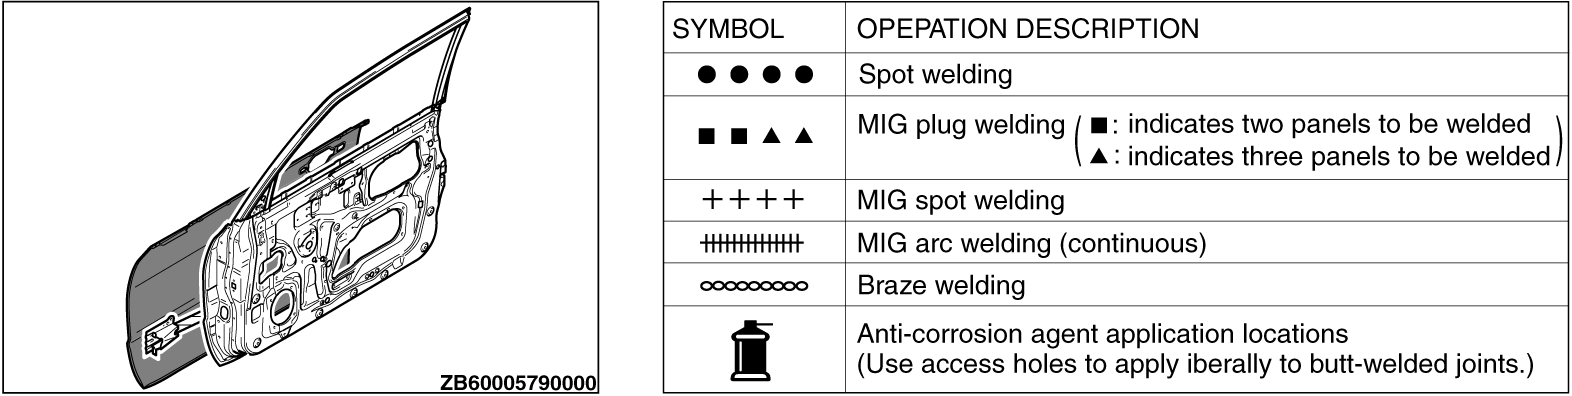 ZB60005790000
SYMBOL OPEPATION DESCRIPTION
Spot welding
MIG plug welding ( ■ : indicates two panels to be welded
▲ : indicates three panels to be welded )
MIG spot welding
MIG arc welding (continuous)
Braze welding
Anti-corrosion agent application locations
(Use access holes to apply iberally to butt-welded joints.)